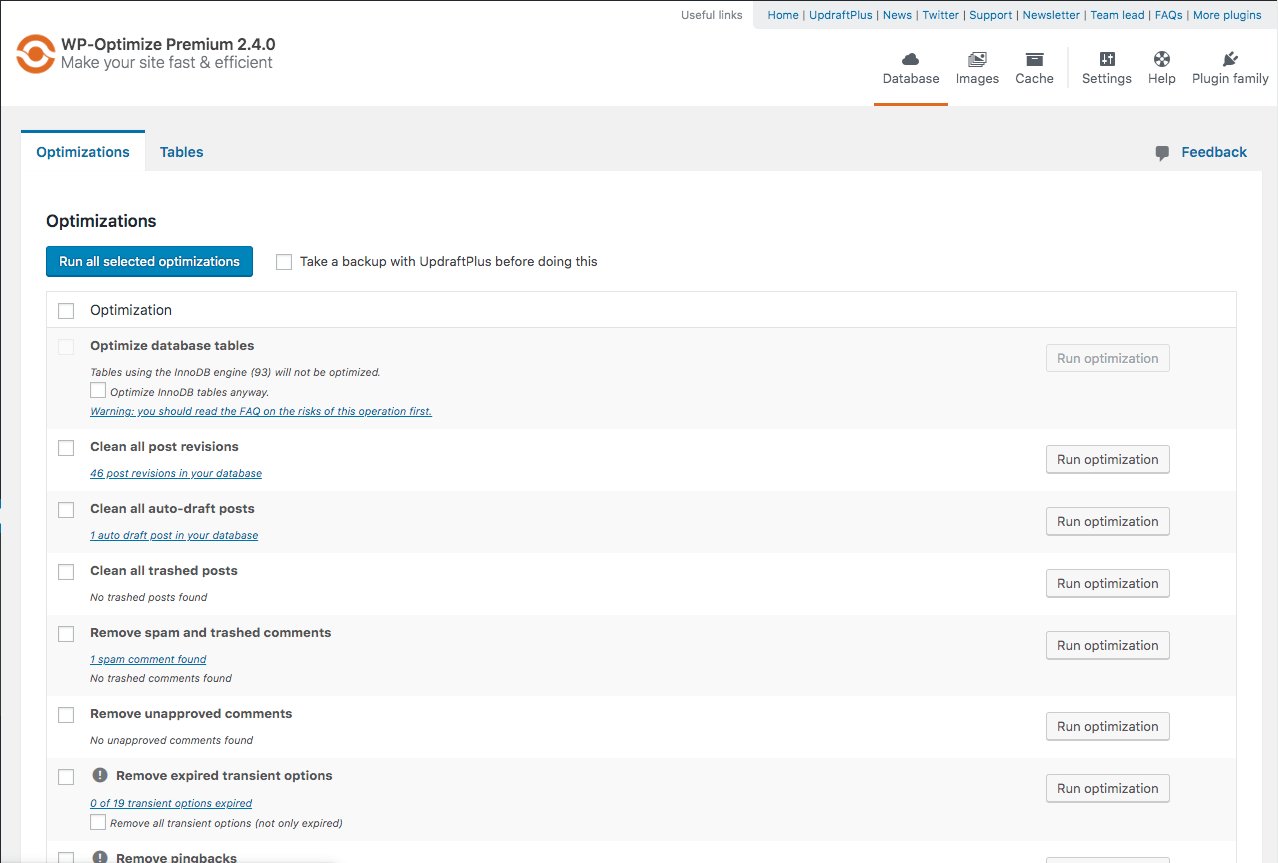 Useful links Home | UpdraftPlus | News | Twitter | Support | Newsletter | Team lead | FAQs | More plugins
WP-Optimize Premium 2.4.0
Make your site fast & efficient
Database Images Cache Settings Help Plugin family
Optimizations Tables Feedback
Optimizations
Run all selected optimizations Take a backup with UpdraftPlus before doing this
Optimization
Optimize database tables
Run optimization
Tables using the InnoDB engine (93) will not be optimized.
Optimize InnoDB tables anyway.
Warning: you should read the FAQ on the risks of this operation first.
Clean all post revisions
Run optimization
46 post revisions in your database
Clean all auto-draft posts
Run optimization
1 auto draft post in your database
Clean all trashed posts
Run optimization
No trashed posts found
Remove spam and trashed comments
Run optimization
1 spam comment found
No trashed comments found
Remove unapproved comments
Run optimization
No unapproved comments found
Remove expired transient options
Run optimization
0 of 19 transient options expired
Remove all transient options (not only expired)
Remove pingbacks